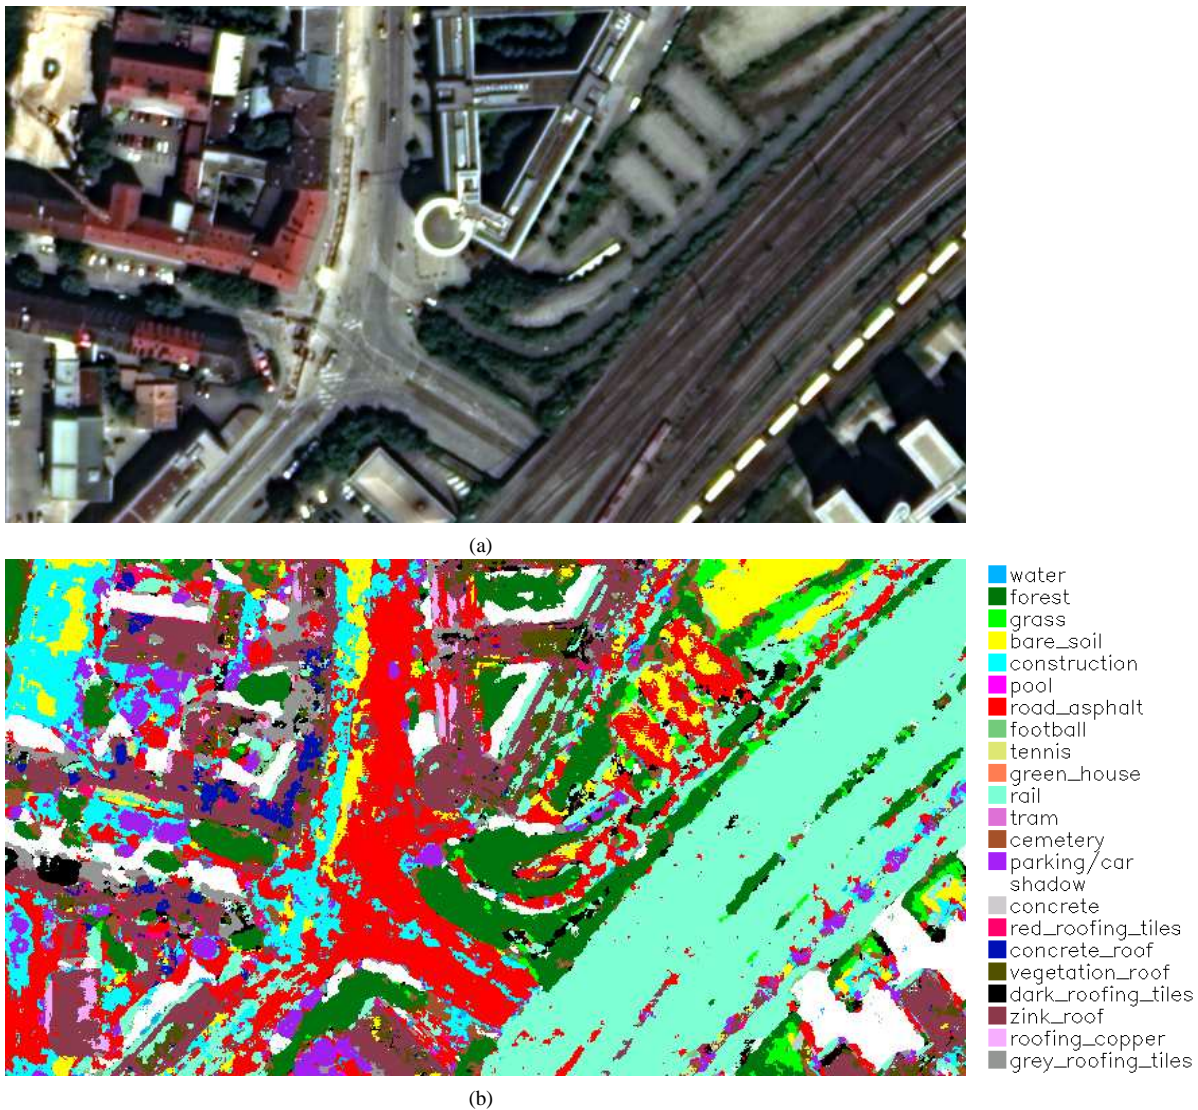 (a)
water
forest
grass
bare_soil
construction
pool
road_asphalt
football
tennis
green_house
rail
tram
cemetery
parking/car
shadow
concrete
red_roofing_tiles
concrete_roof
vegetation_roof
dark_roofing_tiles
zink_roof
roofing_copper
grey_roofing_tiles
(b)